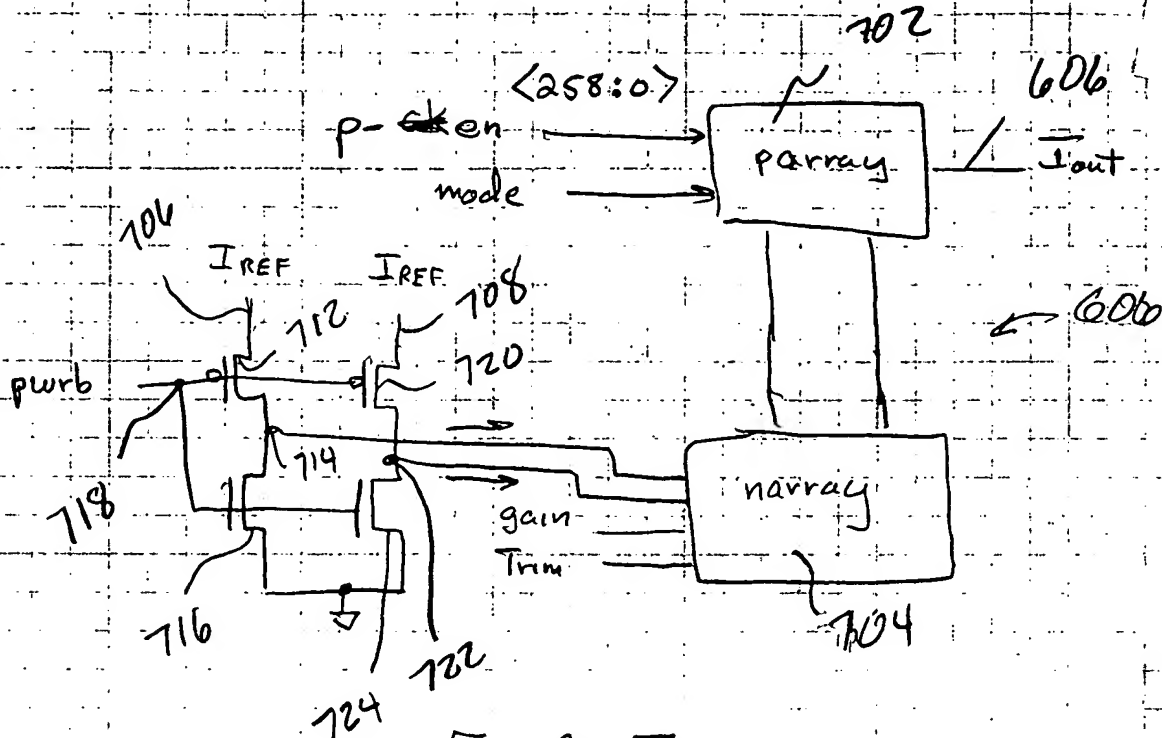 702
<258:0>
606
p-en
parray
Iout
mode
706
IREF
IREF
708
712
606
720
pwrb
714
narray
718
gain
Trim
716
704
722
724